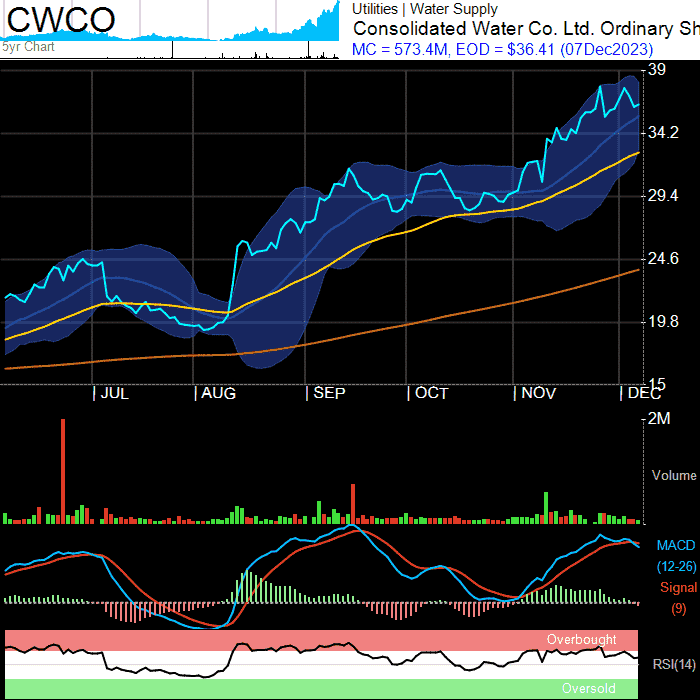 CWCO
5yr Chart
Utilities | Water Supply
Consolidated Water Co. Ltd. Ordinary Sh
MC = 573.4M, EOD = $36.41 (07Dec2023)
39
34.2
29.4
24.6
19.8
15
| JUL | AUG | SEP | OCT | NOV | DEC
2M
Volume
MACD
(12-26)
Signal
(9)
Overbought
RSI(14)
Oversold